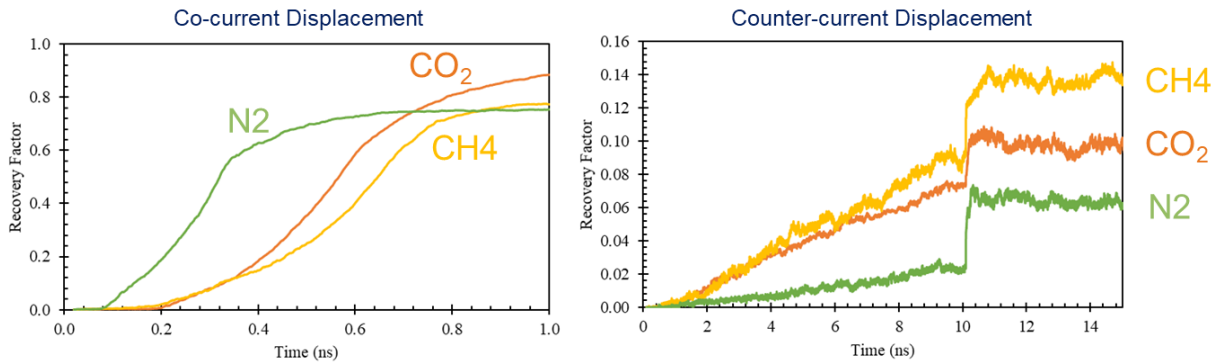 Co-current Displacement
1.0
0.8
0.6
0.4
0.2
0.0
Recovery Factor
CO₂
N2
CH4
0.0
0.2
0.4
0.6
0.8
1.0
Time (ns)
Counter-current Displacement
0.16
0.14
0.12
0.10
0.08
0.06
0.04
0.02
0.00
Recovery Factor
CH4
CO₂
N2
0
2
4
6
8
10
12
14
Time (ns)